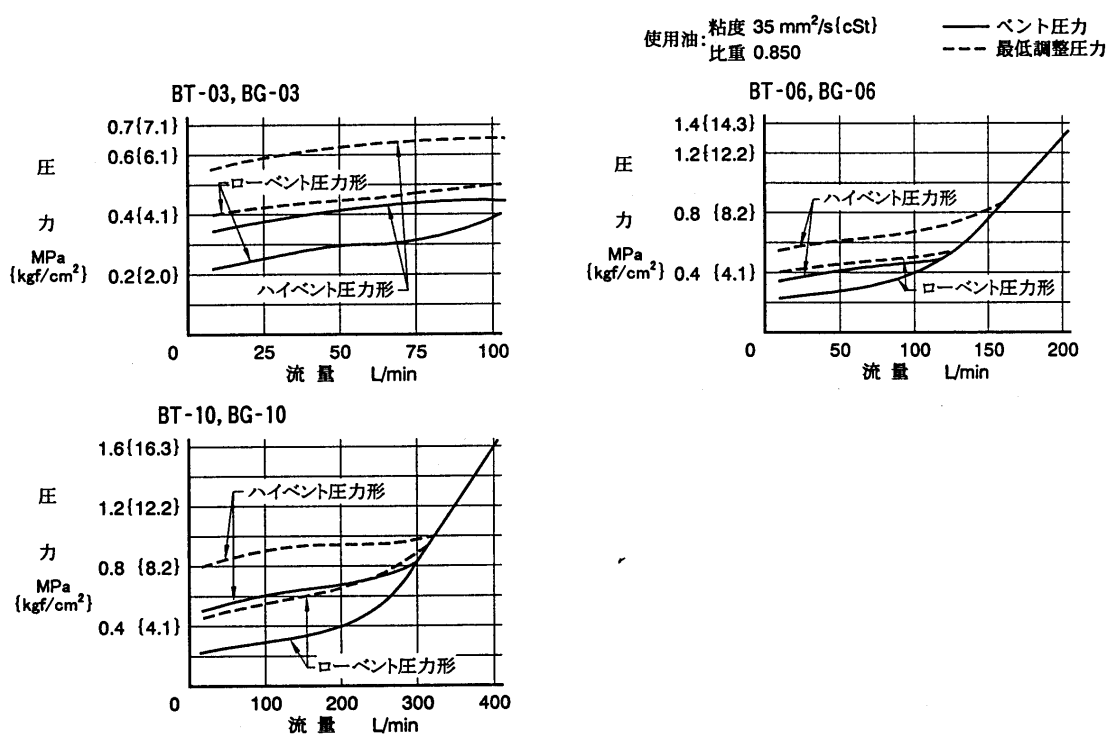 使用油:
粘度 35 mm²/s{cSt}
比重 0.850
ベント圧力
最低調整圧力
BT-03, BG-03
圧力
MPa
{kgf/cm²}
0.7{7.1}
0.6{6.1}
0.4{4.1}
0.2{2.0}
ローベント圧力形
ハイベント圧力形
0 25 50 75 100
流量 L/min
BT-06, BG-06
圧力
MPa
{kgf/cm²}
1.4{14.3}
1.2{12.2}
0.8 {8.2}
0.4 {4.1}
ハイベント圧力形
ローベント圧力形
0 50 100 150 200
流量 L/min
BT-10, BG-10
圧力
MPa
{kgf/cm²}
1.6{16.3}
1.2{12.2}
0.8 {8.2}
0.4 {4.1}
ハイベント圧力形
ローベント圧力形
0 100 200 300 400
流量 L/min